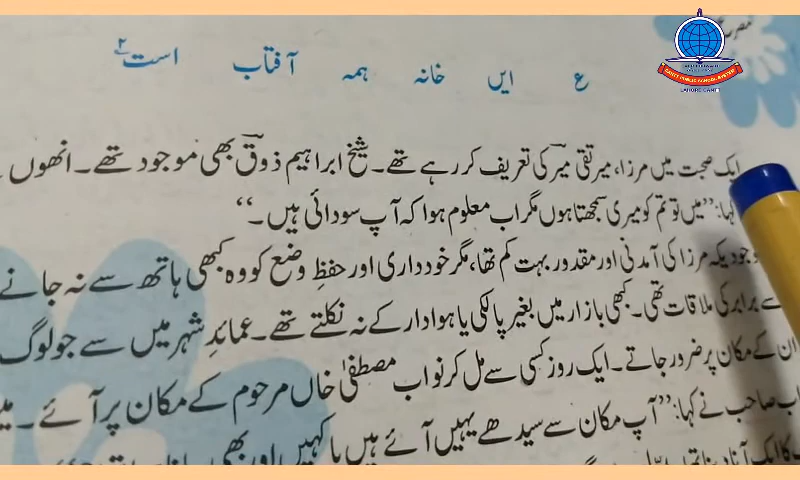 ع ایں خانہ ہمہ آفتاب است ۲
ایک صحبت میں مرزا، میر تقی میر کی تعریف کر رہے تھے۔ شیخ ابراہیم ذوق بھی موجود تھے۔ انھوں
کہا: ”میں تو تم کو میری سمجھتا ہوں مگر اب معلوم ہوا کہ آپ سودائی ہیں۔“
وجودیکہ مرزا کی آمدنی اور مقدور بہت کم تھا، مگر خودداری اور حفظِ وضع کو وہ کبھی ہاتھ سے نہ جانے
سے برابر کی ملاقات تھی۔ کبھی بازار میں بغیر پالکی یا ہوادار کے نہ نکلتے تھے۔ عمائدِ شہر میں سے جو لوگ
ان کے مکان پر ضرور جاتے۔ ایک روز کسی سے مل کر نواب مصطفیٰ خاں مرحوم کے مکان پر آئے۔
اب صاحب نے کہا: ”آپ مکان سے سیدھے یہیں آئے ہیں یا کہیں اور بھی
LAHORE CANTT